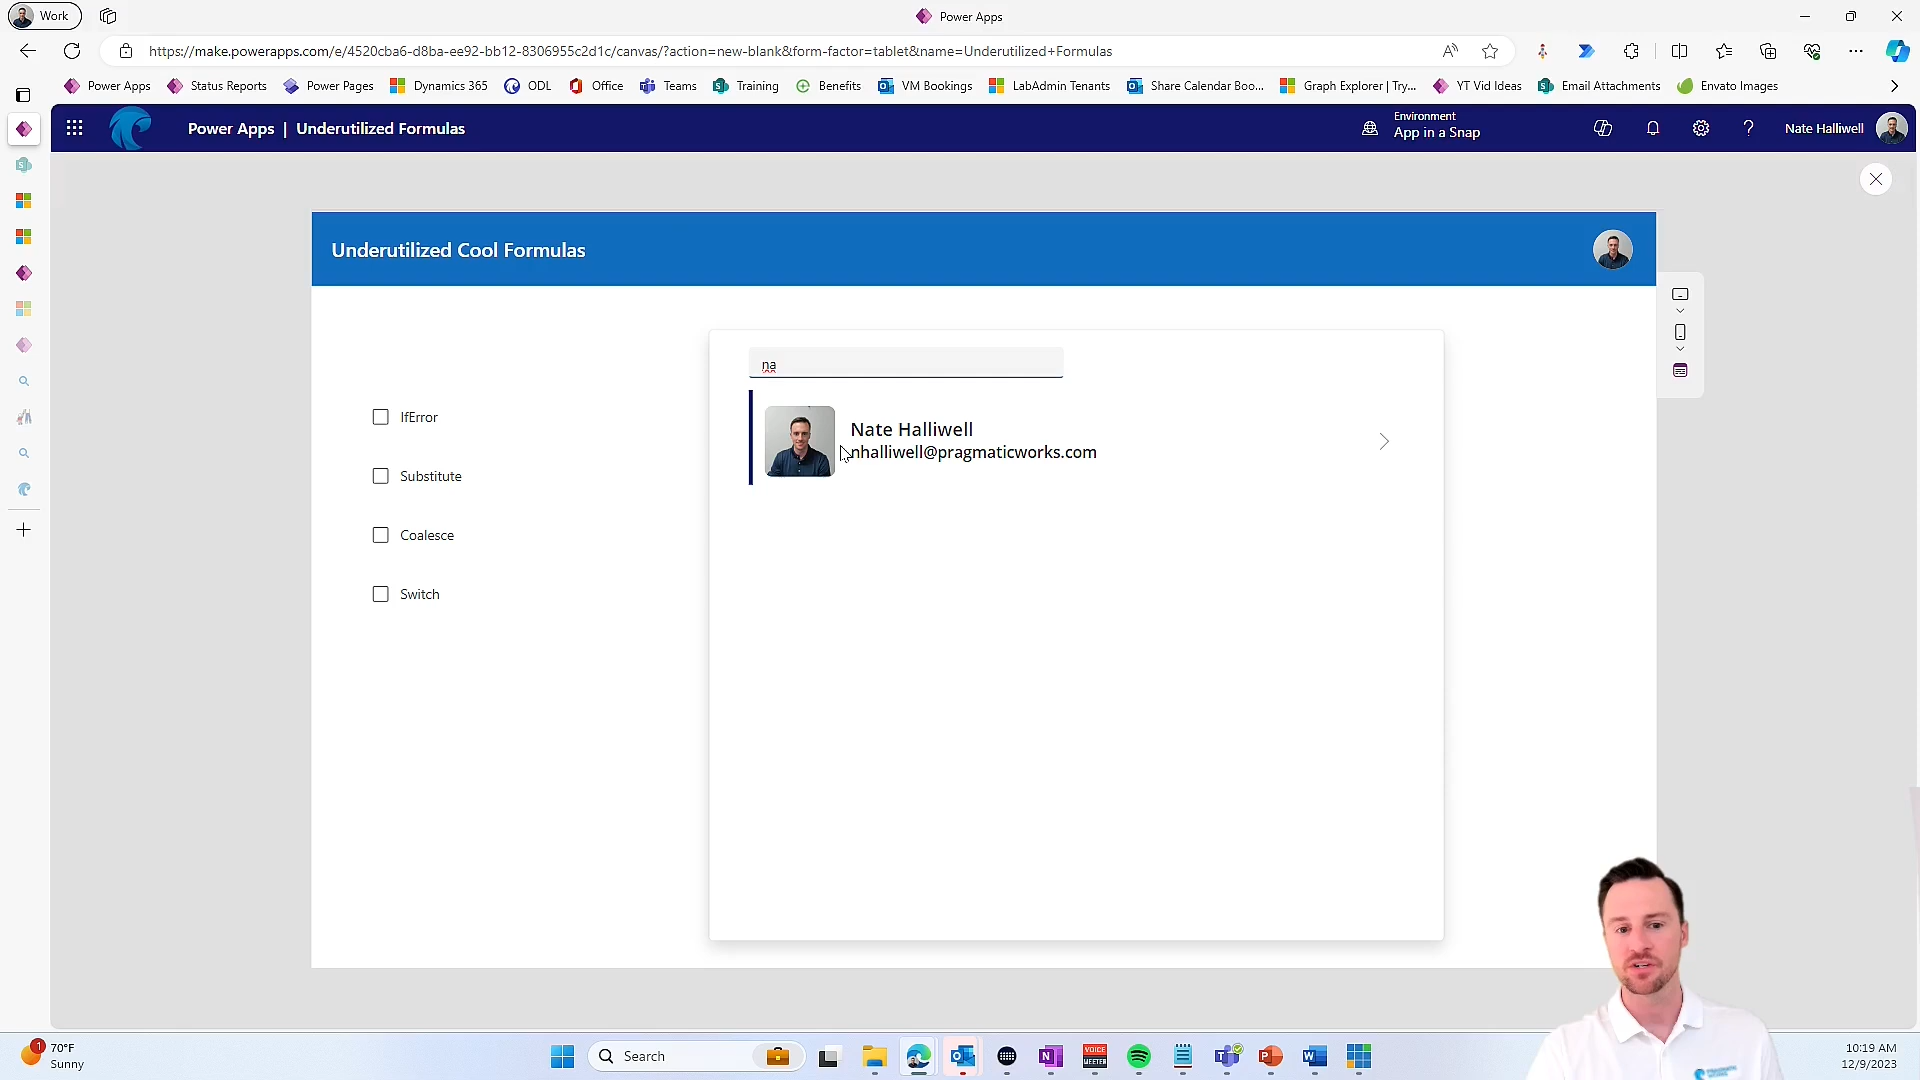 Work
Power Apps
https://make.powerapps.com/e/4520cba6-d8ba-ee92-bb12-8306955c2d1c/canvas/?action=new-blank&form-factor=tablet&name=Underutilized+Formulas
Power Apps
Status Reports
Power Pages
Dynamics 365
ODL
Office
Teams
Training
Benefits
VM Bookings
LabAdmin Tenants
Share Calendar Boo...
Graph Explorer | Try...
YT Vid Ideas
Email Attachments
Envato Images
Power Apps | Underutilized Formulas
Environment
App in a Snap
Nate Halliwell
Underutilized Cool Formulas
na
Nate Halliwell
nhalliwell@pragmaticworks.com
IfError
Substitute
Coalesce
Switch
1
70°F
Sunny
Search
VOICE
MEETER
10:19 AM
12/9/2023